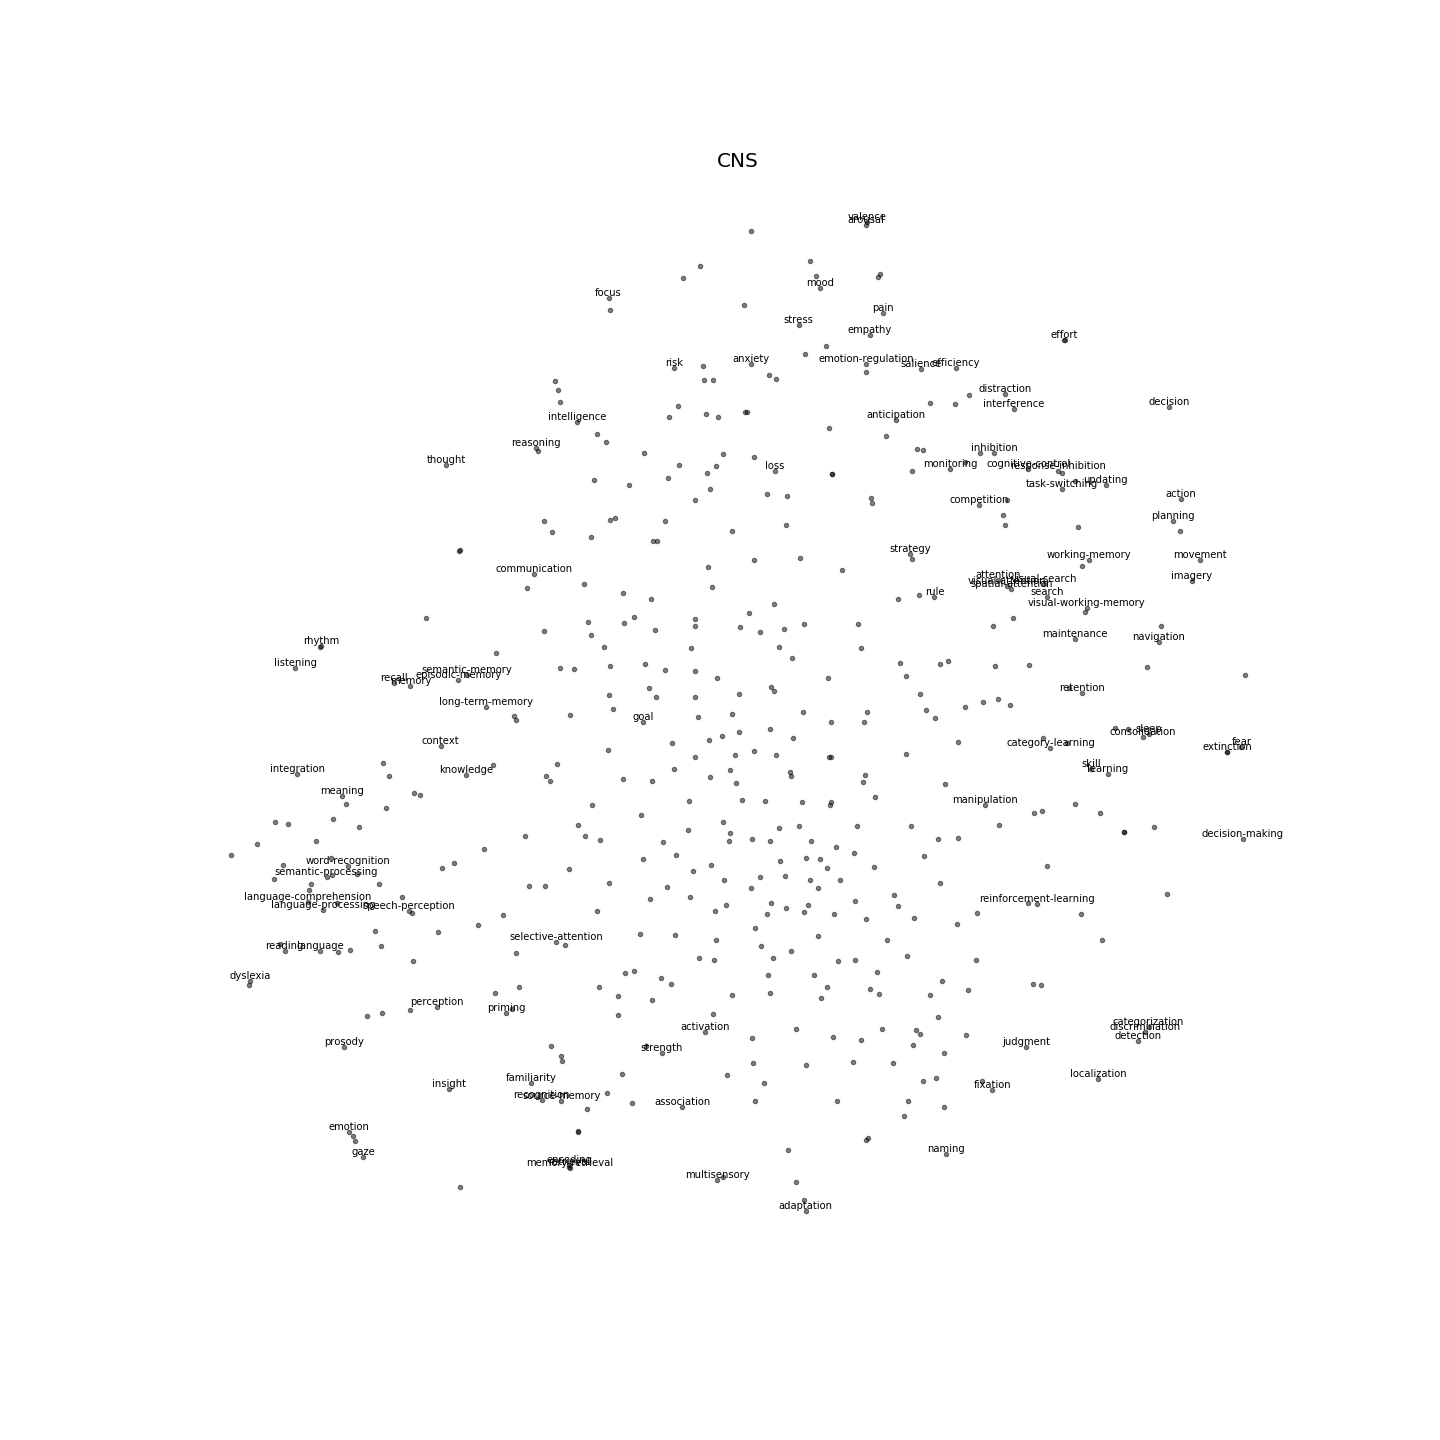 CNS
valence
arousal
mood
focus
pain
stress
empathy
effort
risk
anxiety
emotion-regulation
salience
efficiency
distraction
interference
decision
intelligence
anticipation
reasoning
inhibition
thought
loss
monitoring
cognitive-control
response-inhibition
task-switching
updating
action
competition
planning
strategy
working-memory
movement
communication
attention
visual-search
spatial-attention
imagery
rule
search
visual-working-memory
rhythm
maintenance
navigation
listening
semantic-memory
episodic-memory
recall
memory
retention
long-term-memory
goal
context
category-learning
sleep
consolidation
fear
extinction
integration
knowledge
skill
learning
meaning
manipulation
decision-making
word-recognition
semantic-processing
language-comprehension
language-processing
speech-perception
reinforcement-learning
selective-attention
reading
language
dyslexia
perception
priming
activation
categorization
discrimination
detection
prosody
strength
judgment
insight
familiarity
localization
fixation
recognition
source-memory
association
emotion
gaze
naming
encoding
memory-retrieval
multisensory
adaptation